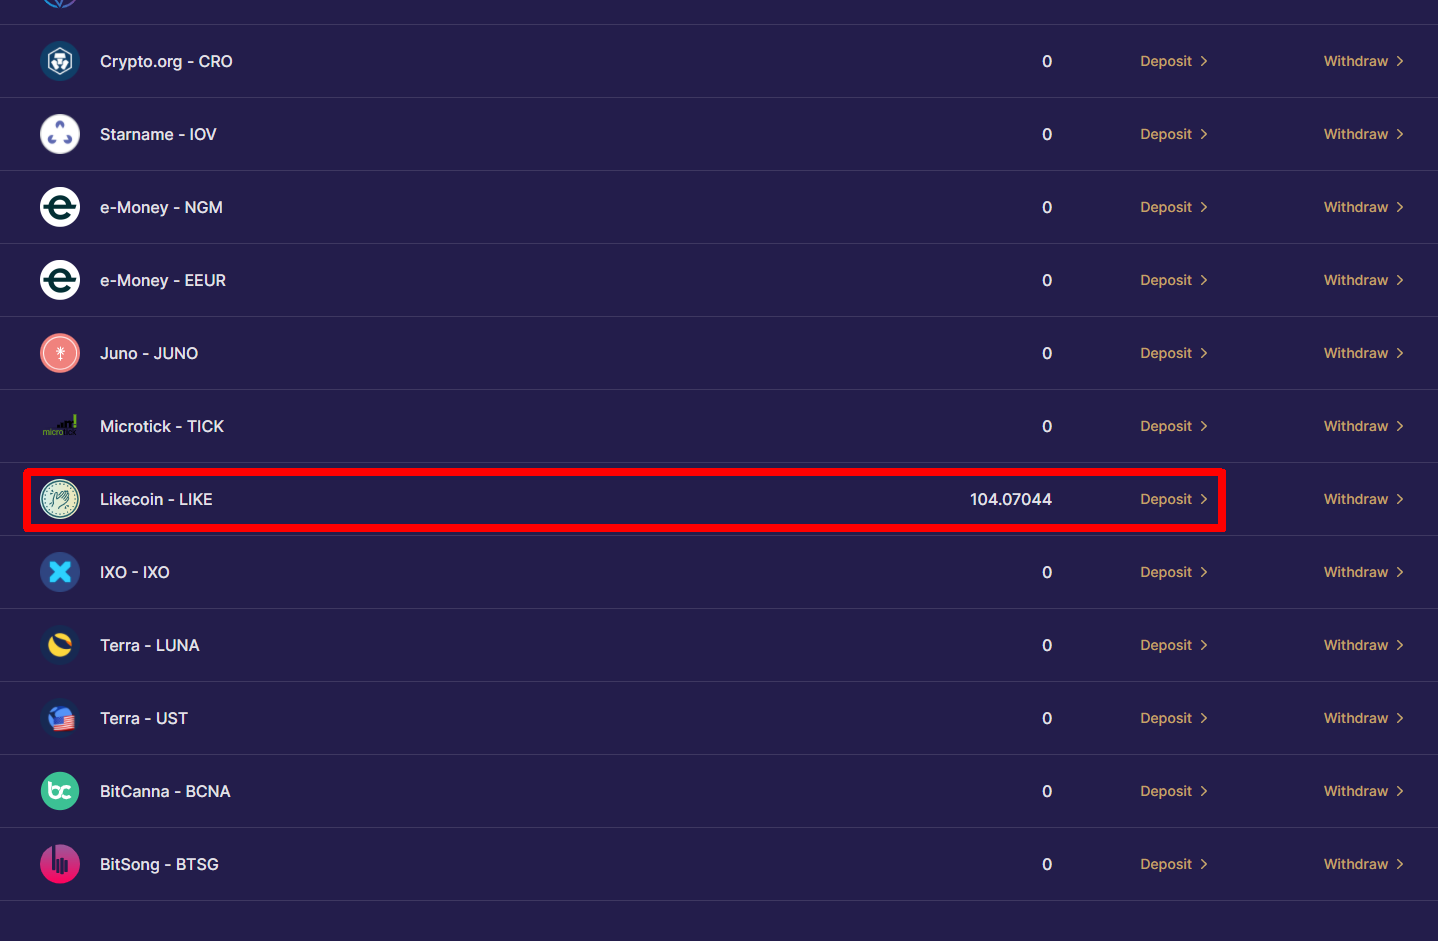 Crypto.org - CRO 0 Deposit Withdraw
Starname - IOV 0 Deposit Withdraw
e-Money - NGM 0 Deposit Withdraw
e-Money - EEUR 0 Deposit Withdraw
Juno - JUNO 0 Deposit Withdraw
Microtick - TICK 0 Deposit Withdraw
Likecoin - LIKE 104.07044 Deposit Withdraw
IXO - IXO 0 Deposit Withdraw
Terra - LUNA 0 Deposit Withdraw
Terra - UST 0 Deposit Withdraw
bc BitCanna - BCNA 0 Deposit Withdraw
BitSong - BTSG 0 Deposit Withdraw